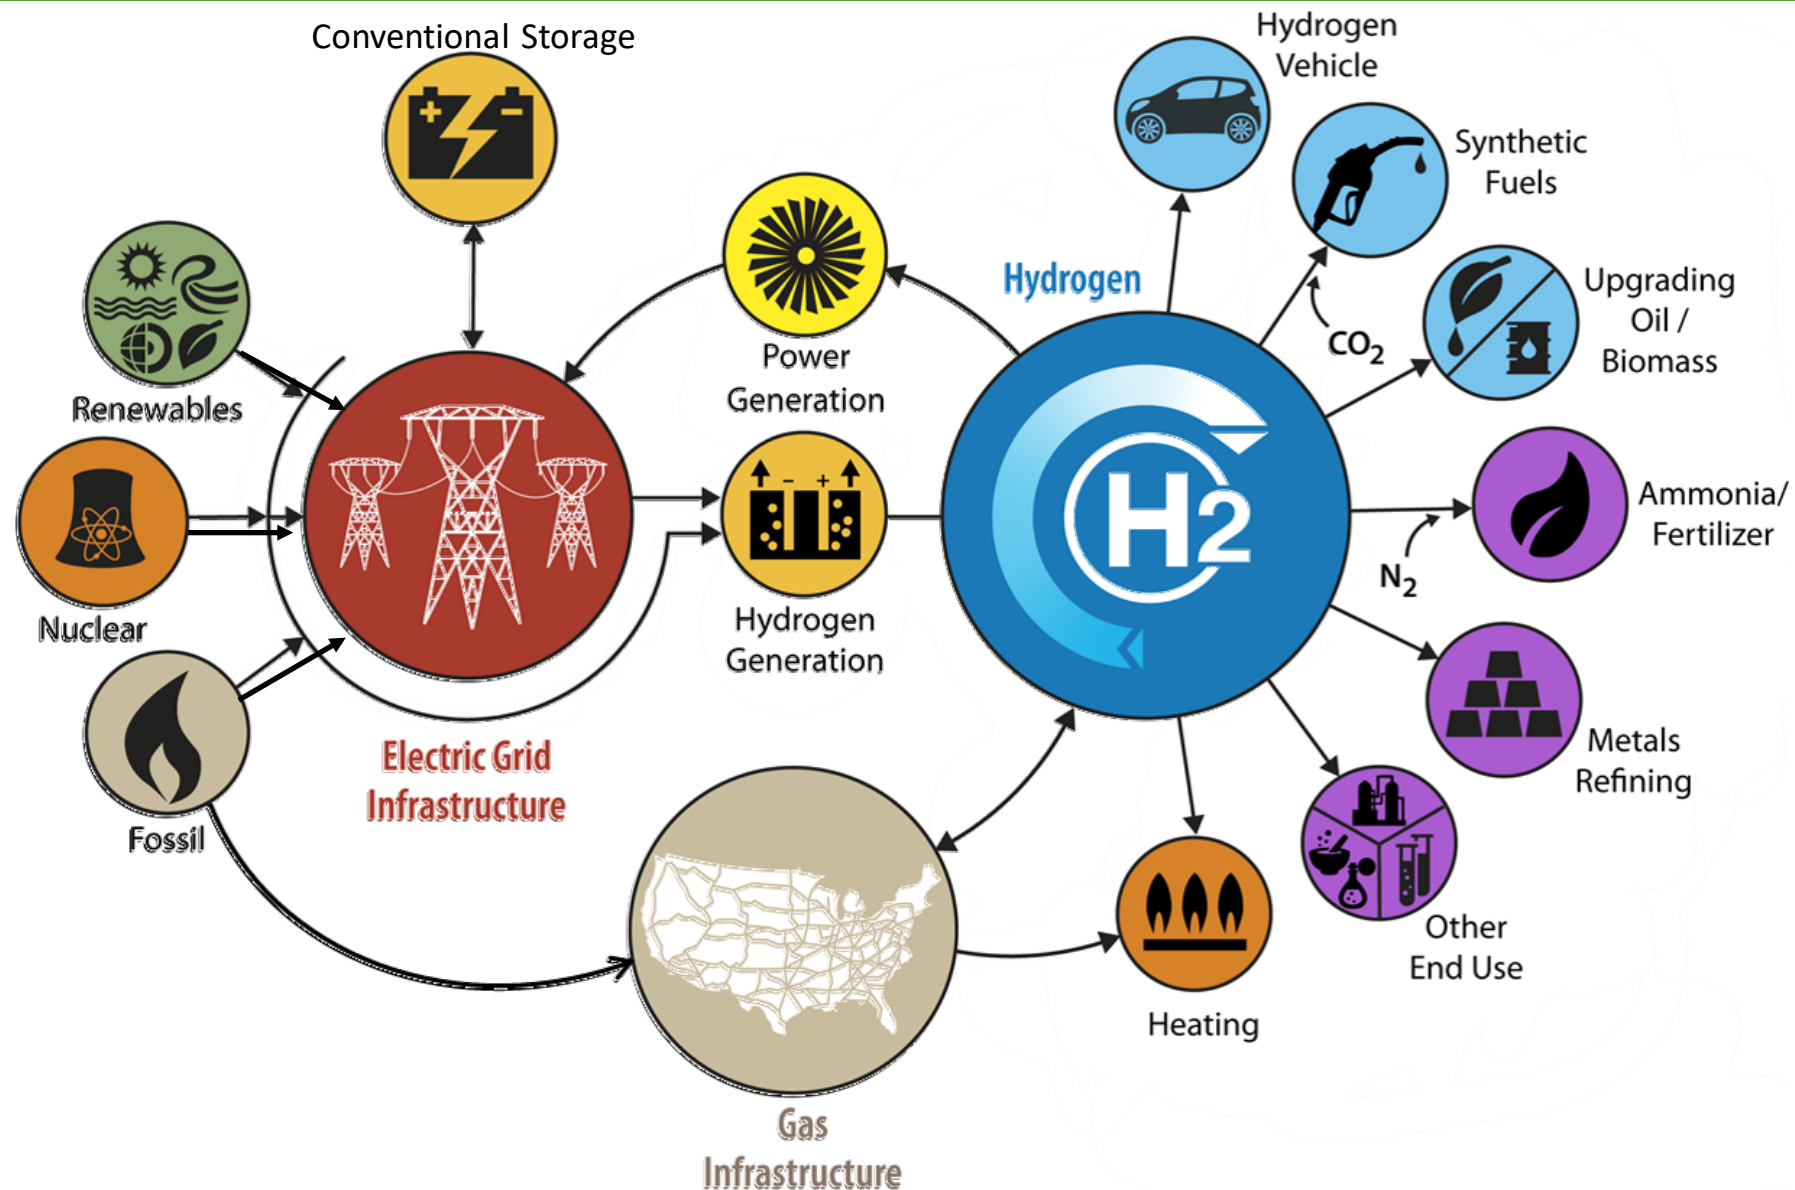 Conventional Storage
Hydrogen
Vehicle
Synthetic
Fuels
CO2
Upgrading
Oil /
Biomass
Renewables
Power
Generation
Hydrogen
H2
Ammonia/
Fertilizer
N2
Nuclear
+ -
- +
Hydrogen
Generation
Electric Grid
Infrastructure
Metals
Refining
Fossil
Other
End Use
Heating
Gas
Infrastructure